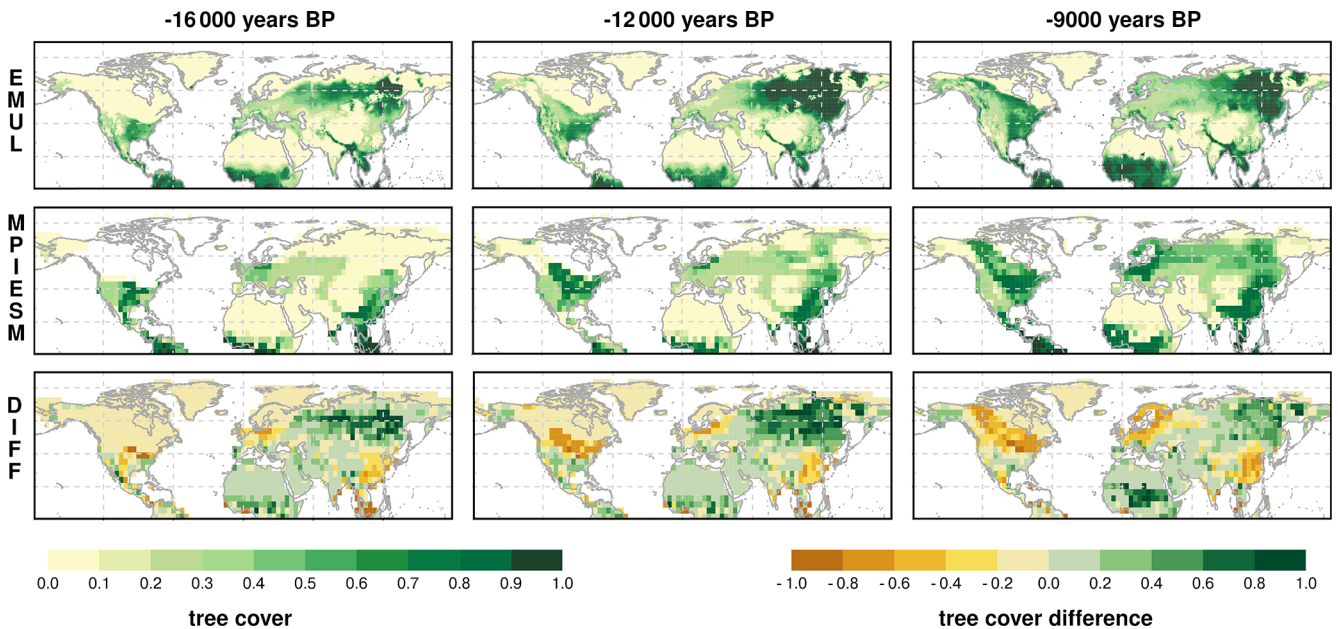 -16 000 years BP
-12 000 years BP
-9000 years BP
EMUL
MPIESM
DIFF
0.0 0.1 0.2 0.3 0.4 0.5 0.6 0.7 0.8 0.9 1.0
tree cover
-1.0 -0.8 -0.6 -0.4 -0.2 0.0 0.2 0.4 0.6 0.8 1.0
tree cover difference